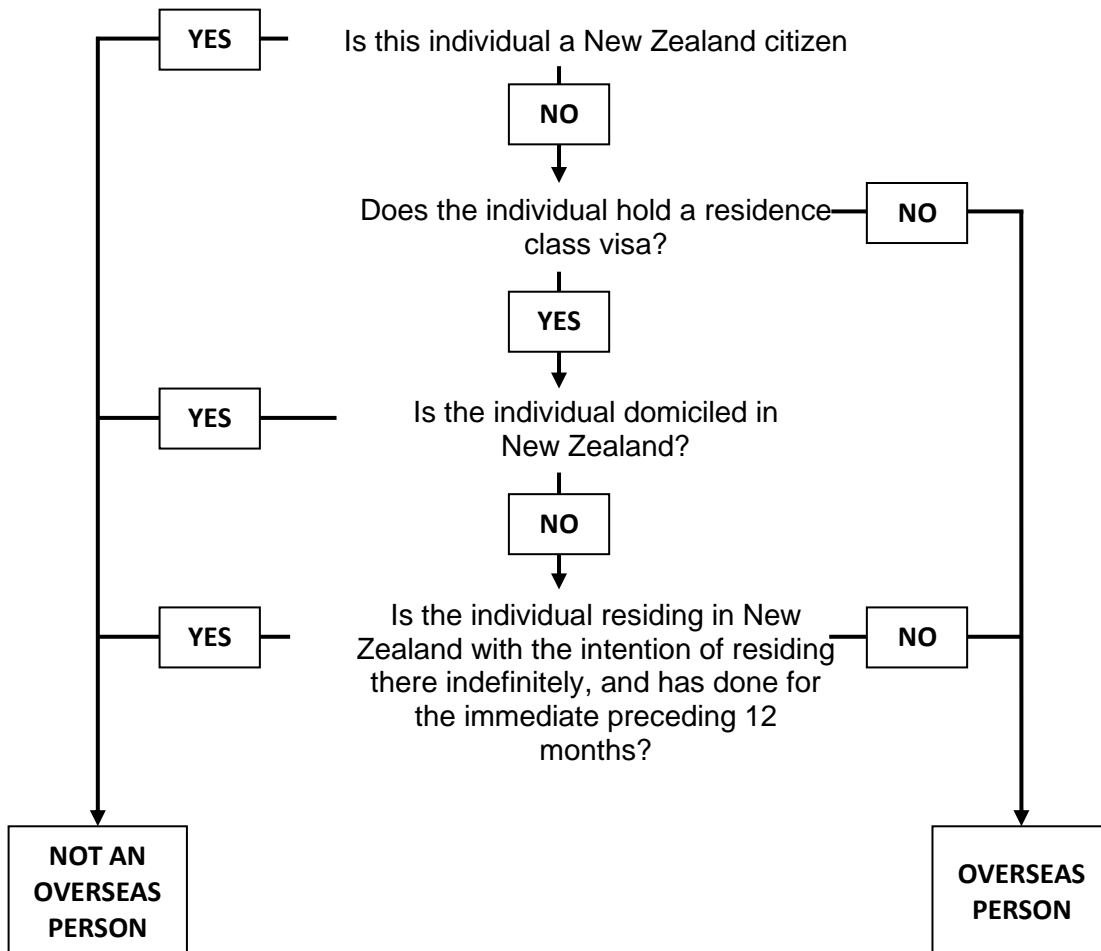 YES
Is this individual a New Zealand citizen
NO
Does the individual hold a residence
class visa?
NO
YES
YES
Is the individual domiciled in
New Zealand?
NO
YES
Is the individual residing in New
Zealand with the intention of residing
there indefinitely, and has done for
the immediate preceding 12
months?
NO
NOT AN
OVERSEAS
PERSON
OVERSEAS
PERSON